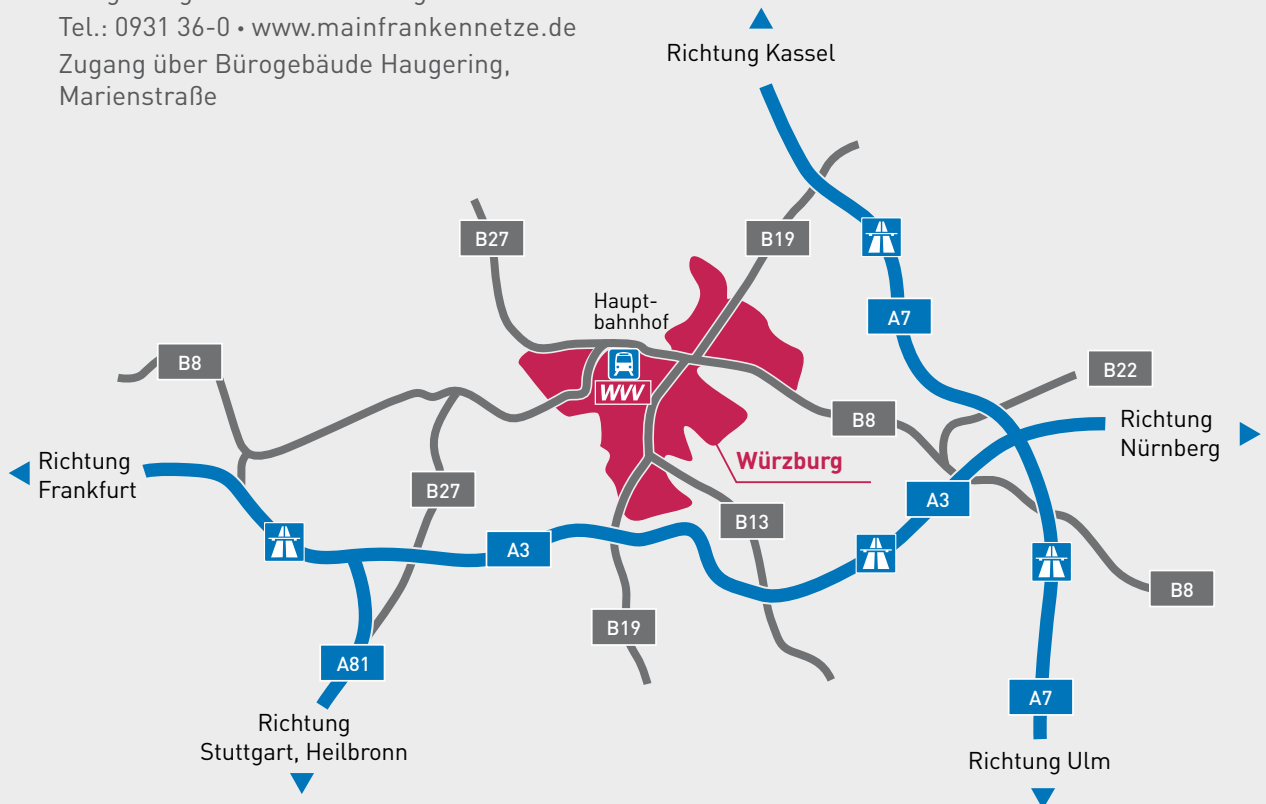 Tel.: 0931 36-0 • www.mainfrankennetze.de
Zugang über Bürogebäude Haugering,
Marienstraße
Richtung Kassel
B27
B19
Haupt-
bahnhof
A7
B8
WVV
B22
B8
Richtung
Nürnberg
Würzburg
Richtung
Frankfurt
B27
A3
B13
A3
B8
B19
A81
A7
Richtung
Stuttgart, Heilbronn
Richtung Ulm